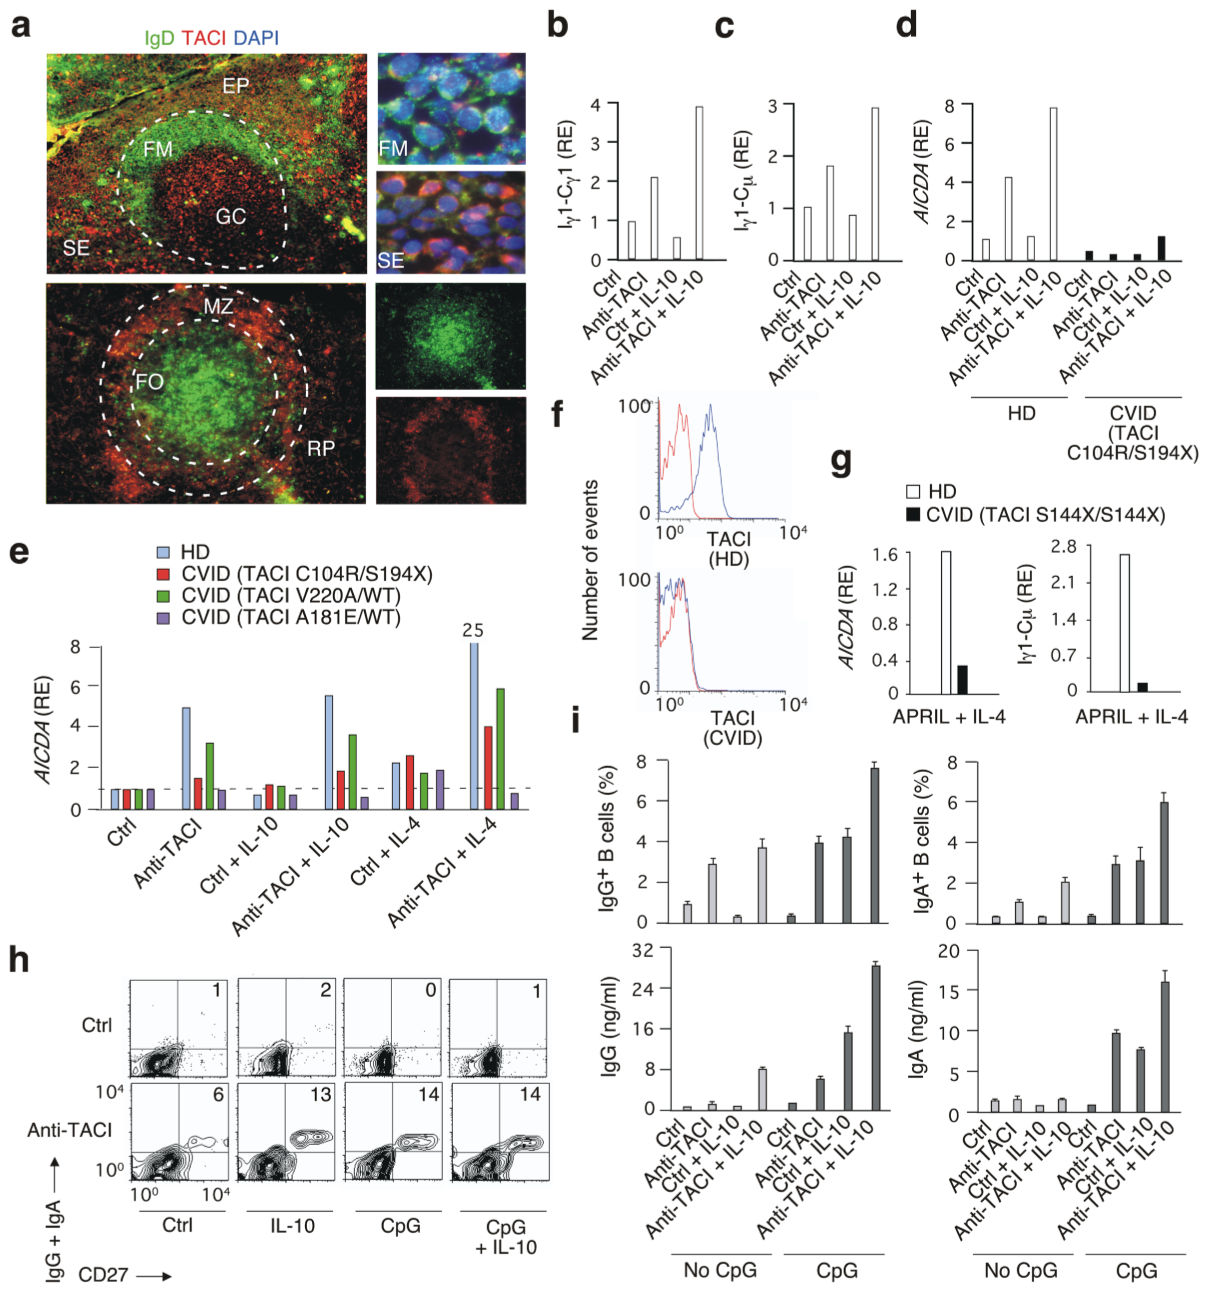 a
IgD TACI DAPI
EP
FM
GC
SE
FM
SE
MZ
FO
RP
b
Iγ1-Cγ1 (RE)
4
3
2
1
0
Ctrl
Anti-TACI
Ctr + IL-10
Anti-TACI + IL-10
c
Iγ1-Cμ (RE)
3
2
1
0
Ctrl
Anti-TACI
Ctr + IL-10
Anti-TACI + IL-10
d
AICDA (RE)
8
6
4
2
0
Ctrl
Anti-TACI
Ctrl + IL-10
Anti-TACI + IL-10
Ctrl
Anti-TACI
Ctrl + IL-10
Anti-TACI + IL-10
HD
CVID
(TACI
C104R/S194X)
e
HD
CVID (TACI C104R/S194X)
CVID (TACI V220A/WT)
CVID (TACI A181E/WT)
25
AICDA (RE)
8
6
4
2
0
Ctrl
Anti-TACI
Ctrl + IL-10
Anti-TACI + IL-10
Ctrl + IL-4
Anti-TACI + IL-4
f
Number of events
100
0
10⁰
10⁴
TACI
(HD)
100
0
10⁰
10⁴
TACI
(CVID)
g
HD
CVID (TACI S144X/S144X)
AICDA (RE)
1.6
1.2
0.8
0.4
0
APRIL + IL-4
Iγ1-Cμ (RE)
2.8
2.1
1.4
0.7
0
APRIL + IL-4
h
Ctrl
1
2
0
1
Anti-TACI
10⁴
10⁰
6
13
14
14
10⁰
10⁴
Ctrl
IL-10
CpG
CpG
+ IL-10
IgG + IgA
CD27
i
IgG⁺ B cells (%)
8
6
4
2
0
IgA⁺ B cells (%)
8
6
4
2
0
IgG (ng/ml)
32
24
16
8
0
Ctrl
Anti-TACI
Ctrl + IL-10
Anti-TACI + IL-10
Ctrl
Anti-TACI
Ctrl + IL-10
Anti-TACI + IL-10
No CpG
CpG
IgA (ng/ml)
20
15
10
5
0
Ctrl
Anti-TACI
Ctrl + IL-10
Anti-TACI + IL-10
Ctrl
Anti-TACI
Ctrl + IL-10
Anti-TACI + IL-10
No CpG
CpG